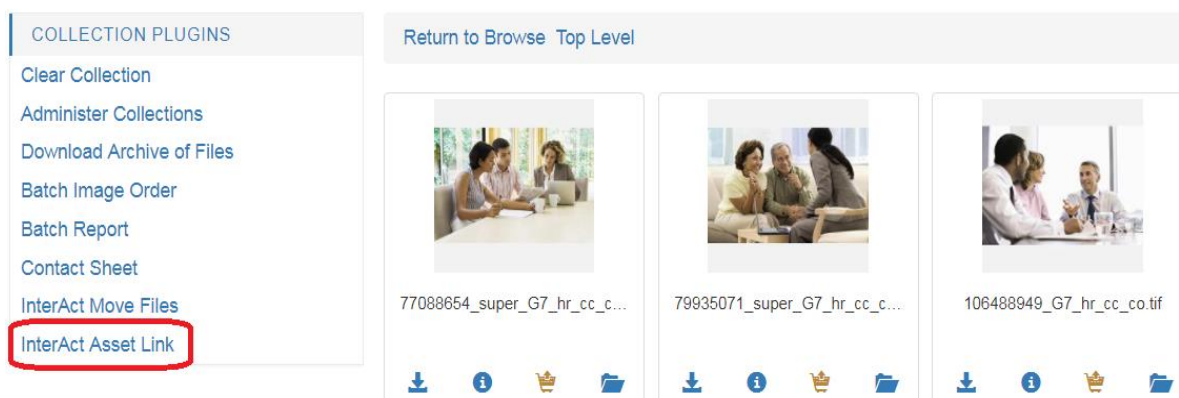 COLLECTION PLUGINS
Clear Collection
Administer Collections
Download Archive of Files
Batch Image Order
Batch Report
Contact Sheet
InterAct Move Files
InterAct Asset Link
Return to Browse Top Level
77088654_super_G7_hr_cc_c...
79935071_super_G7_hr_cc_c...
106488949_G7_hr_cc_co.tif